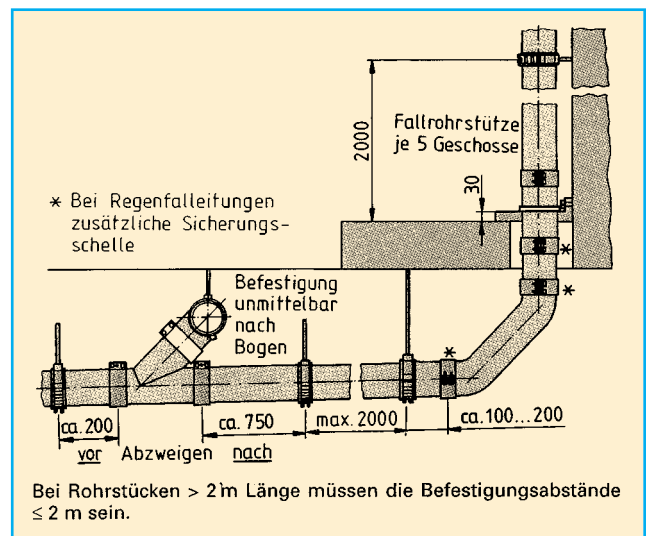 2000
Fallrohrstütze
je 5 Geschosse
30
* Bei Regenfalleitungen
zusätzliche Sicherungs-
schelle
*
Befestigung
unmittelbar
nach
Bogen
*
*
ca. 200
ca. 750
max. 2000
ca. 100...200
vor Abzweigen nach
Bei Rohrstücken > 2 m Länge müssen die Befestigungsabstände
≤ 2 m sein.